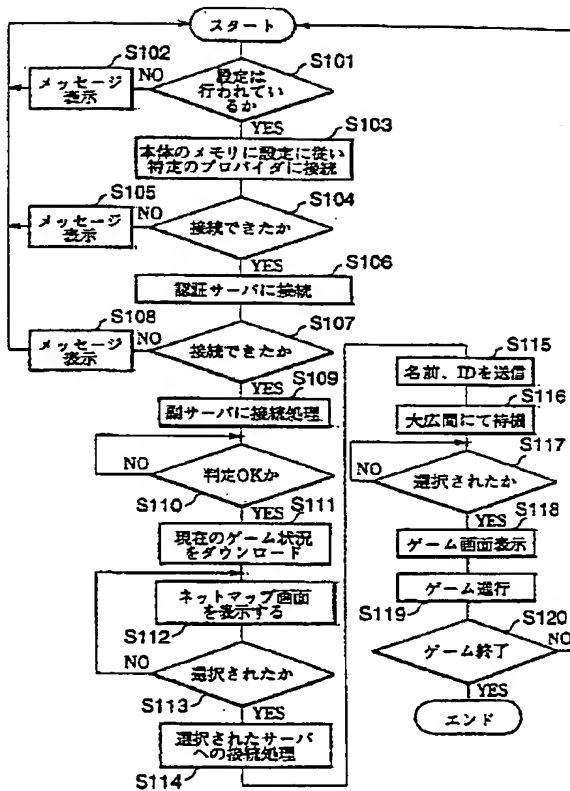 スタート
S101
設定は
行われてい
るか
NO
YES
S102
メッセージ
表示
S103
本体のメモリに設定に従い
特定のプロバイダに接続
S104
接続できたか
NO
YES
S105
メッセージ
表示
S106
認証サーバに接続
S107
接続できたか
NO
YES
S108
メッセージ
表示
S109
副サーバに接続処理
判定OKか
NO
S110
YES
S111
現在のゲーム状況
をダウンロード
ネットマップ画面
を表示する
S112
選択されたか
NO
S113
YES
選択されたサーバ
への接続処理
S114
S115
名前、IDを送信
S116
大広間にて待機
S117
選択されたか
NO
YES
S118
ゲーム画面表示
ゲーム進行
S119
S120
ゲーム終了
NO
YES
エンド